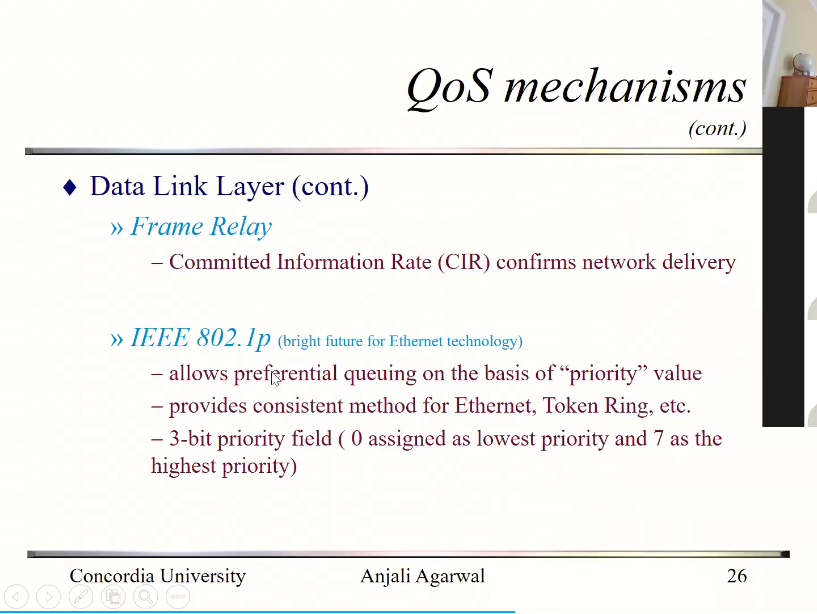 QoS mechanisms
(cont.)
♦ Data Link Layer (cont.)
» Frame Relay
– Committed Information Rate (CIR) confirms network delivery
» IEEE 802.1p (bright future for Ethernet technology)
– allows preferential queuing on the basis of “priority” value
– provides consistent method for Ethernet, Token Ring, etc.
– 3-bit priority field ( 0 assigned as lowest priority and 7 as the
highest priority)
Concordia University Anjali Agarwal 26